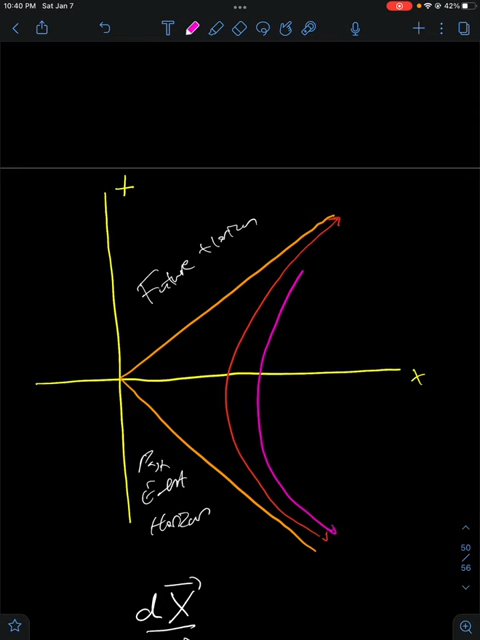 10:40 PM Sat Jan 7
42%
T
t
Future Horizon
x
Past
Event
Horizon
50
/
56
dX